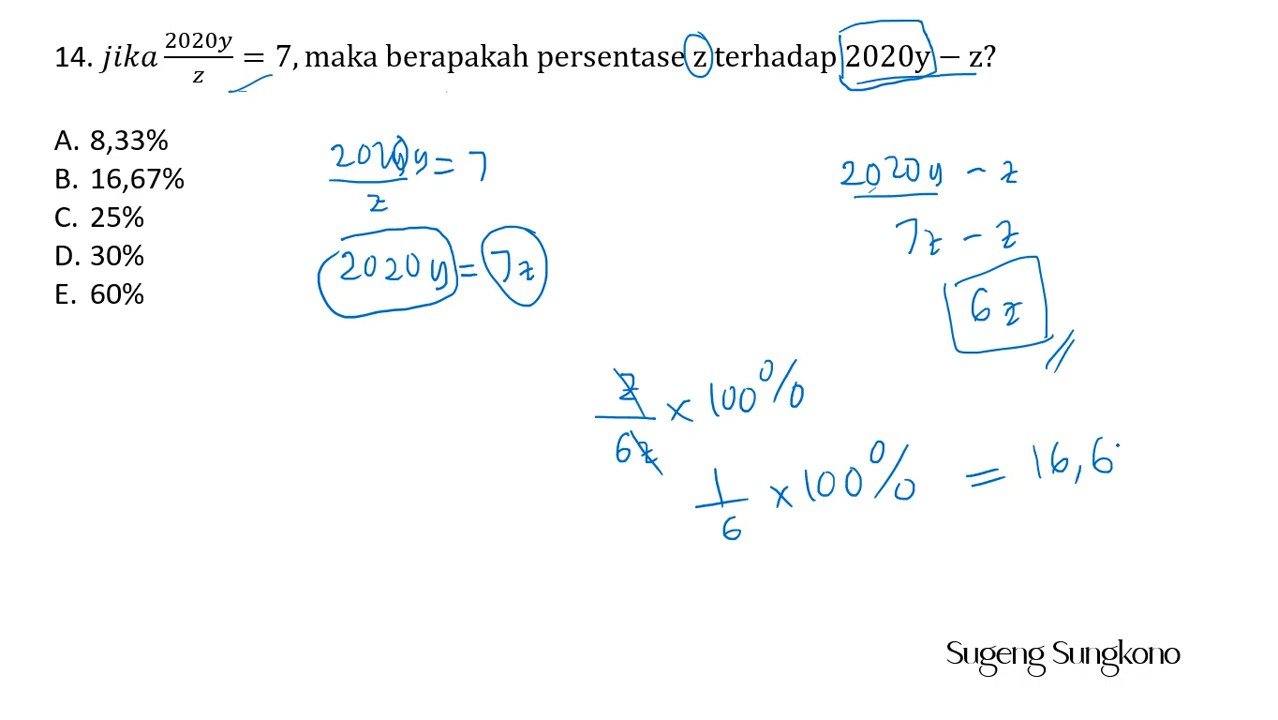 14. jika 2020y/z = 7, maka berapakah persentase z terhadap 2020y − z?
A. 8,33%
B. 16,67%
C. 25%
D. 30%
E. 60%
2020y/z = 7
2020y = 7z
2020y − z
7z − z
6z
z/6z × 100%
1/6 × 100% = 16,6
Sugeng Sungkono